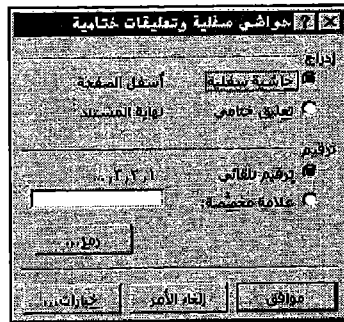 حواشي سفلية وتعليقات ختامية
إدراج
حاشية سفلية أسفل الصفحة
تعليق ختامي نهاية المستند
ترقيم
ترقيم تلقائي ١، ٢، ٣، ...
علامة مخصصة:
رمز...
موافق إلغاء الأمر خيارات...